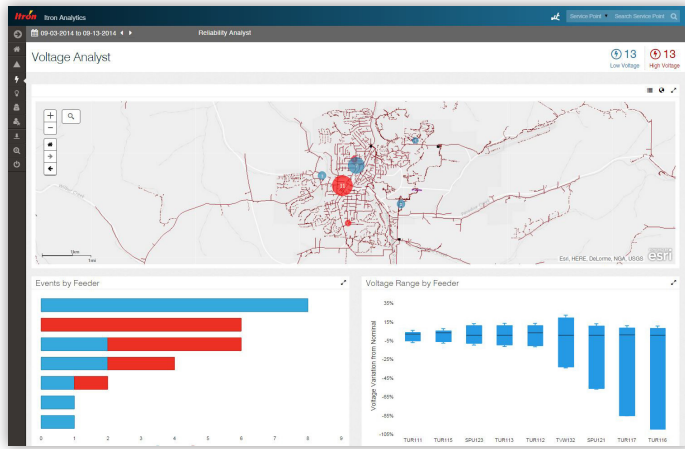 Itron Itron Analytics Service Point Search Service Point
09-03-2014 to 09-13-2014 Reliability Analyst
Voltage Analyst
13 13
Low Voltage High Voltage
Esri, HERE, DeLorme, NGA, USGS esri
Events by Feeder
Voltage Range by Feeder
Voltage Variation from Nominal
35%
15%
-5%
-25%
-45%
-65%
-85%
-100%
0 1 2 3 4 5 6 7 8 9
TUR111 TUR115 SPU123 TUR113 TUR112 TVW132 SPU121 TUR117 TUR116